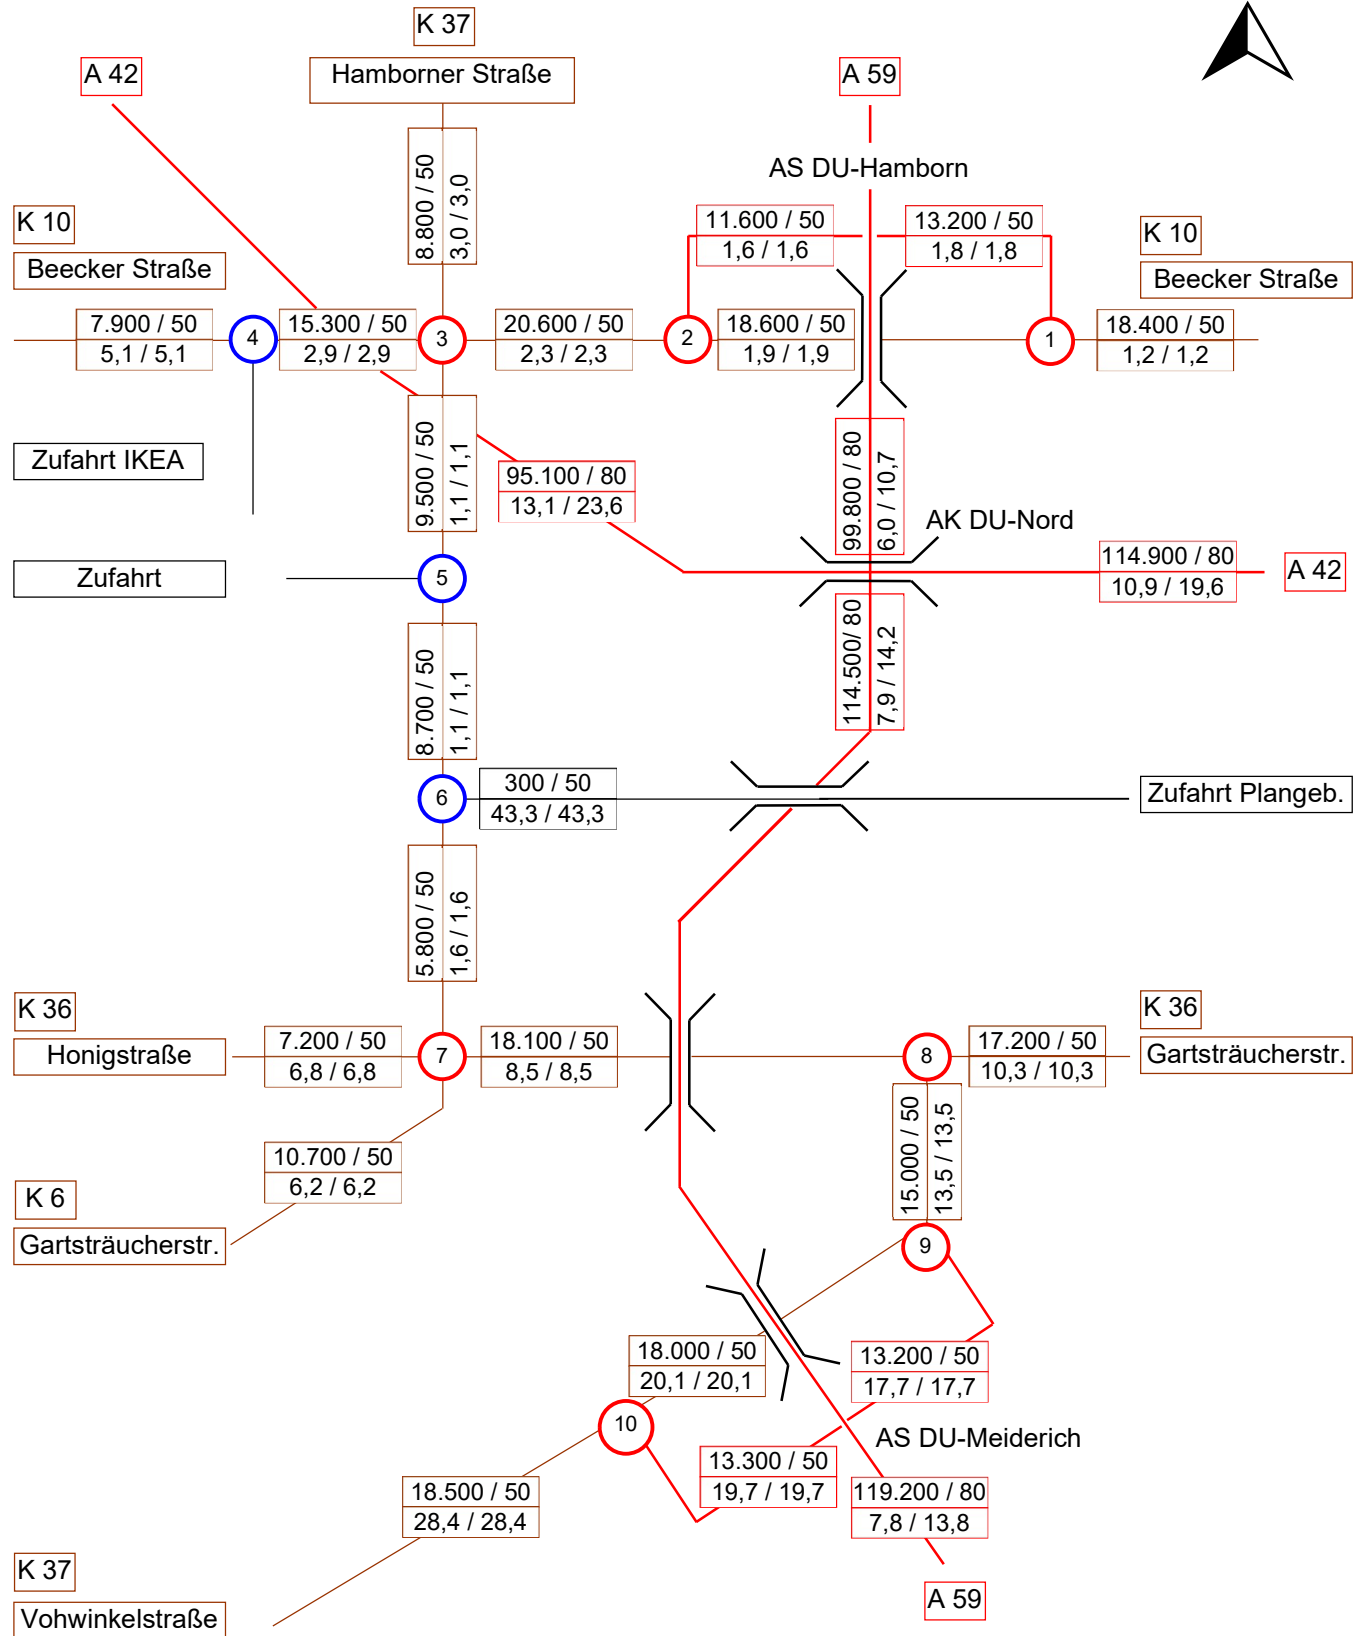 K 37
Hamborner Straße
A 42
A 59
8.800 / 50
3,0 / 3,0
AS DU-Hamborn
K 10
Beecker Straße
11.600 / 50
1,6 / 1,6
13.200 / 50
1,8 / 1,8
K 10
Beecker Straße
7.900 / 50
5,1 / 5,1
4
15.300 / 50
2,9 / 2,9
3
20.600 / 50
2,3 / 2,3
2
18.600 / 50
1,9 / 1,9
1
18.400 / 50
1,2 / 1,2
Zufahrt IKEA
9.500 / 50
1,1 / 1,1
95.100 / 80
13,1 / 23,6
99.800 / 80
6,0 / 10,7
AK DU-Nord
114.900 / 80
10,9 / 19,6
A 42
Zufahrt
5
8.700 / 50
1,1 / 1,1
114.500/ 80
7,9 / 14,2
6
300 / 50
43,3 / 43,3
Zufahrt Plangeb.
5.800 / 50
1,6 / 1,6
K 36
Honigstraße
7.200 / 50
6,8 / 6,8
7
18.100 / 50
8,5 / 8,5
8
17.200 / 50
10,3 / 10,3
K 36
Gartsträucherstr.
10.700 / 50
6,2 / 6,2
15.000 / 50
13,5 / 13,5
K 6
Gartsträucherstr.
9
18.000 / 50
20,1 / 20,1
13.200 / 50
17,7 / 17,7
10
AS DU-Meiderich
13.300 / 50
19,7 / 19,7
18.500 / 50
28,4 / 28,4
119.200 / 80
7,8 / 13,8
K 37
Vohwinkelstraße
A 59